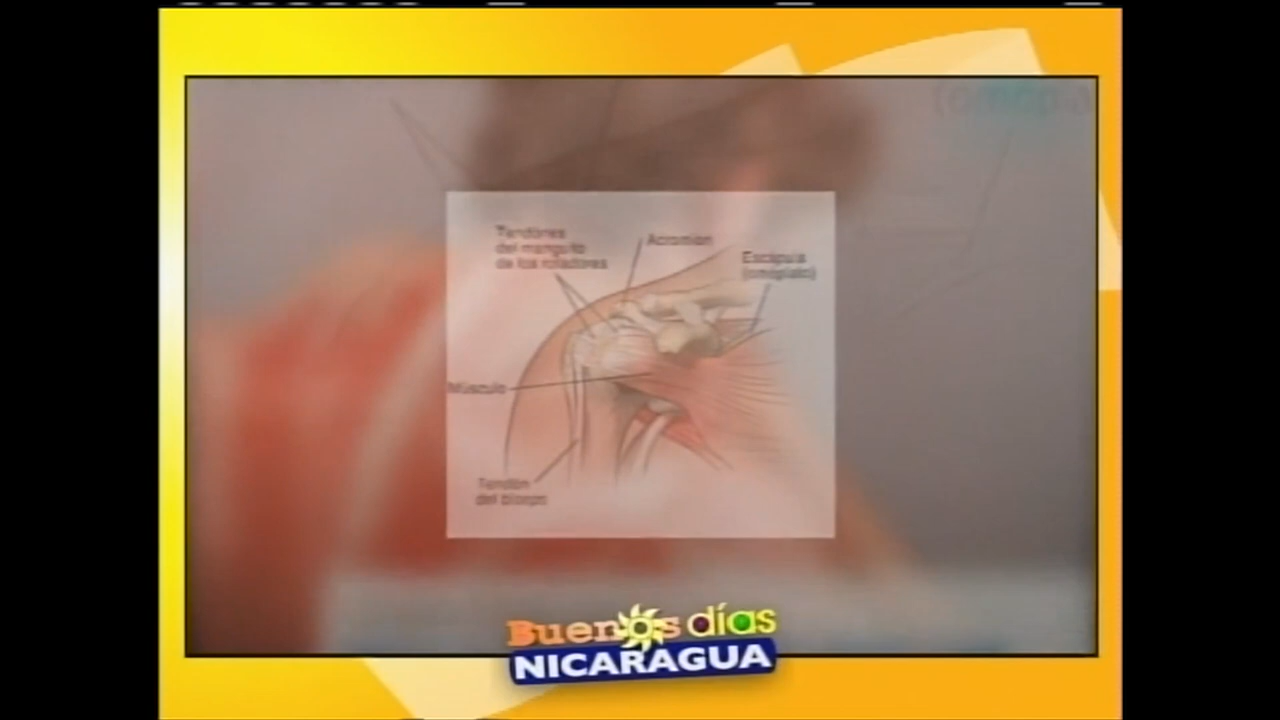 Tendones
del manguito
de los rotadores
Acromion
Escápula
(omóplato)
Músculo
Tendón
del bíceps
Buenos días
NICARAGUA